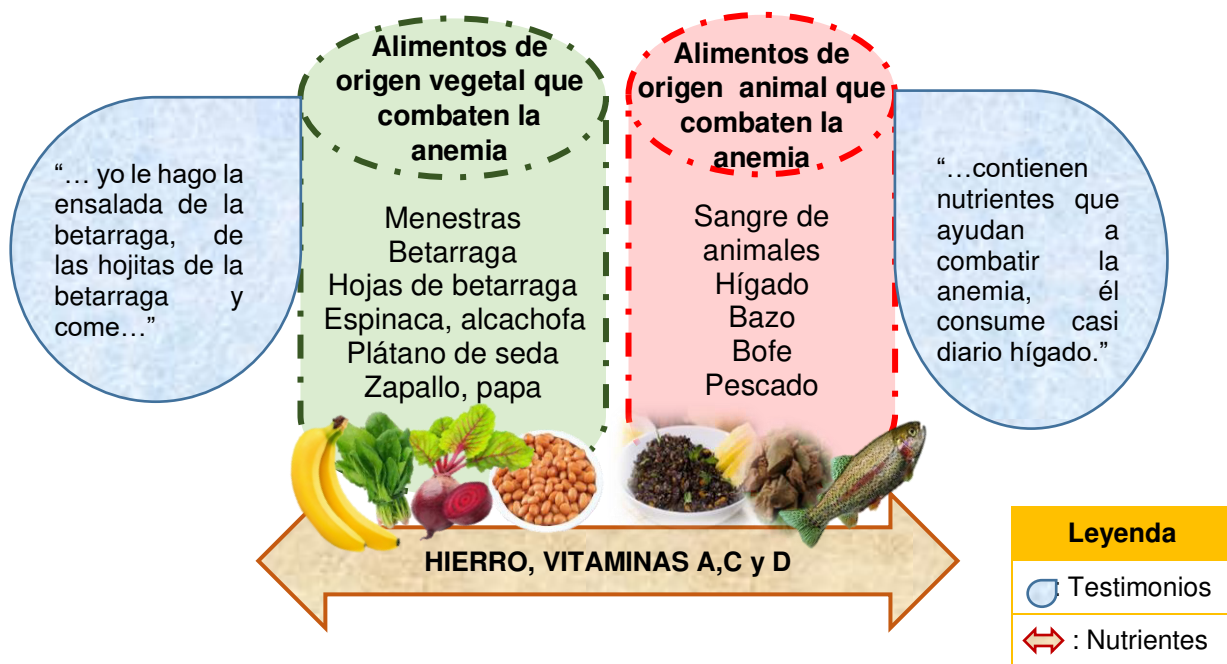 Alimentos de
origen vegetal que
combaten la
anemia
Alimentos de
origen animal que
combaten la
anemia
“… yo le hago la
ensalada de la
betarraga, de
las hojitas de la
betarraga y
come…”
Menestras
Betarraga
Hojas de betarraga
Espinaca, alcachofa
Plátano de seda
Zapallo, papa
Sangre de
animales
Hígado
Bazo
Bofe
Pescado
“…contienen
nutrientes que
ayudan a
combatir la
anemia, él
consume casi
diario hígado.”
HIERRO, VITAMINAS A,C y D
Leyenda
: Testimonios
: Nutrientes